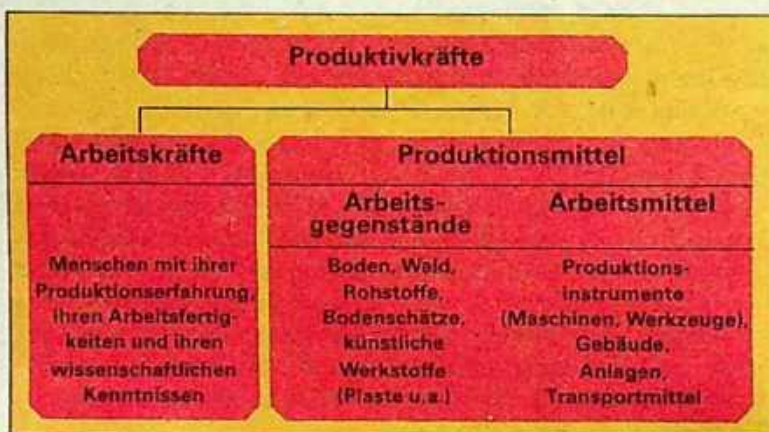 Produktivkräfte
Arbeitskräfte
Menschen mit ihrer
Produktionserfahrung,
ihren Arbeitsfertig-
keiten und ihren
wissenschaftlichen
Kenntnissen
Produktionsmittel
Arbeits-
gegenstände
Boden, Wald,
Rohstoffe,
Bodenschätze,
künstliche
Werkstoffe
(Plaste u.a.)
Arbeitsmittel
Produktions-
instrumente
(Maschinen, Werkzeuge),
Gebäude,
Anlagen,
Transportmittel